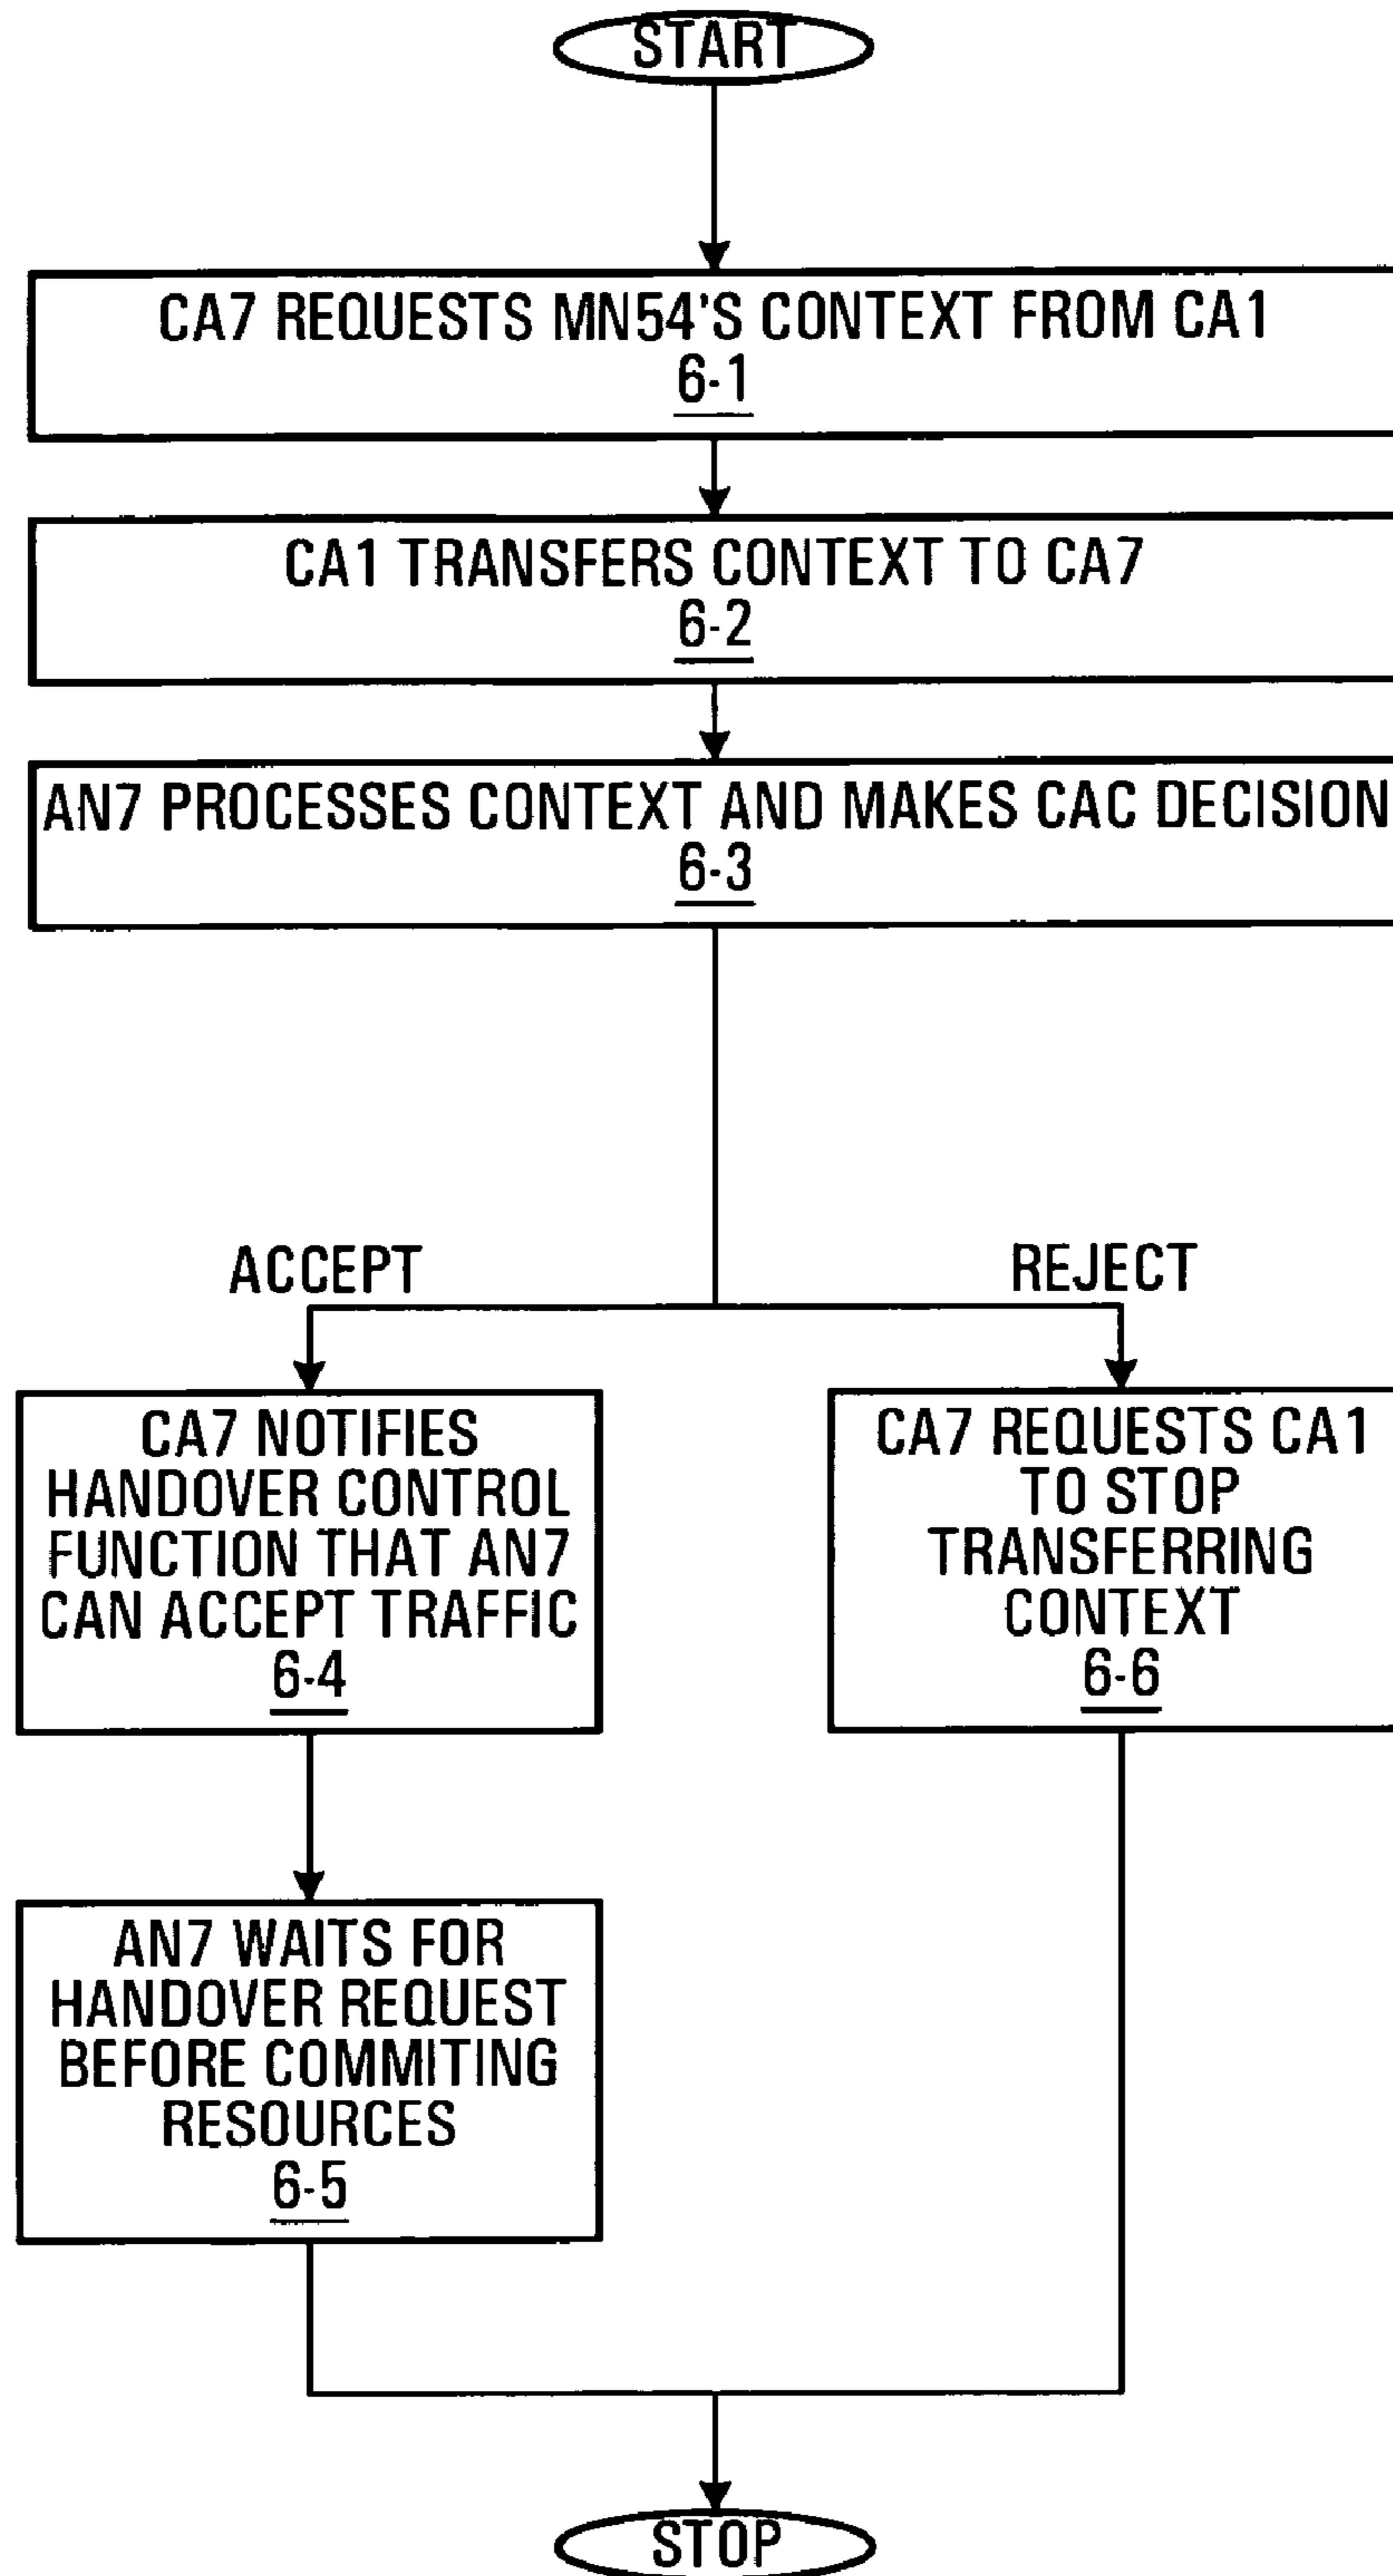 START
CA7 REQUESTS MN54'S CONTEXT FROM CA1
6-1
CA1 TRANSFERS CONTEXT TO CA7
6-2
AN7 PROCESSES CONTEXT AND MAKES CAC DECISION
6-3
ACCEPT
REJECT
CA7 NOTIFIES
HANDOVER CONTROL
FUNCTION THAT AN7
CAN ACCEPT TRAFFIC
6-4
CA7 REQUESTS CA1
TO STOP
TRANSFERRING
CONTEXT
6-6
AN7 WAITS FOR
HANDOVER REQUEST
BEFORE COMMITING
RESOURCES
6-5
STOP